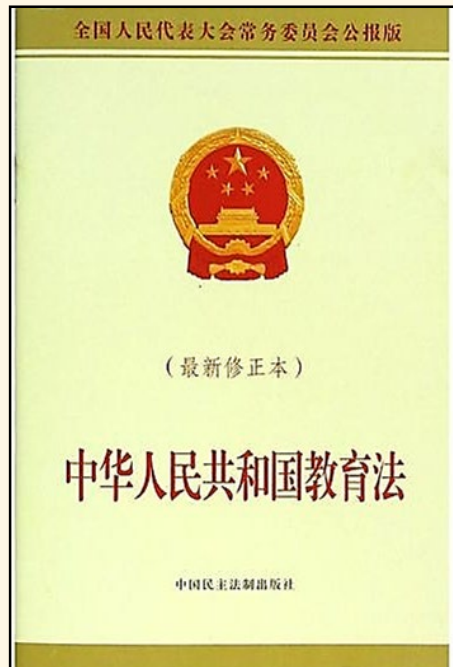 全国人民代表大会常务委员会公报版
（最新修正本）
中华人民共和国教育法
中国民主法制出版社